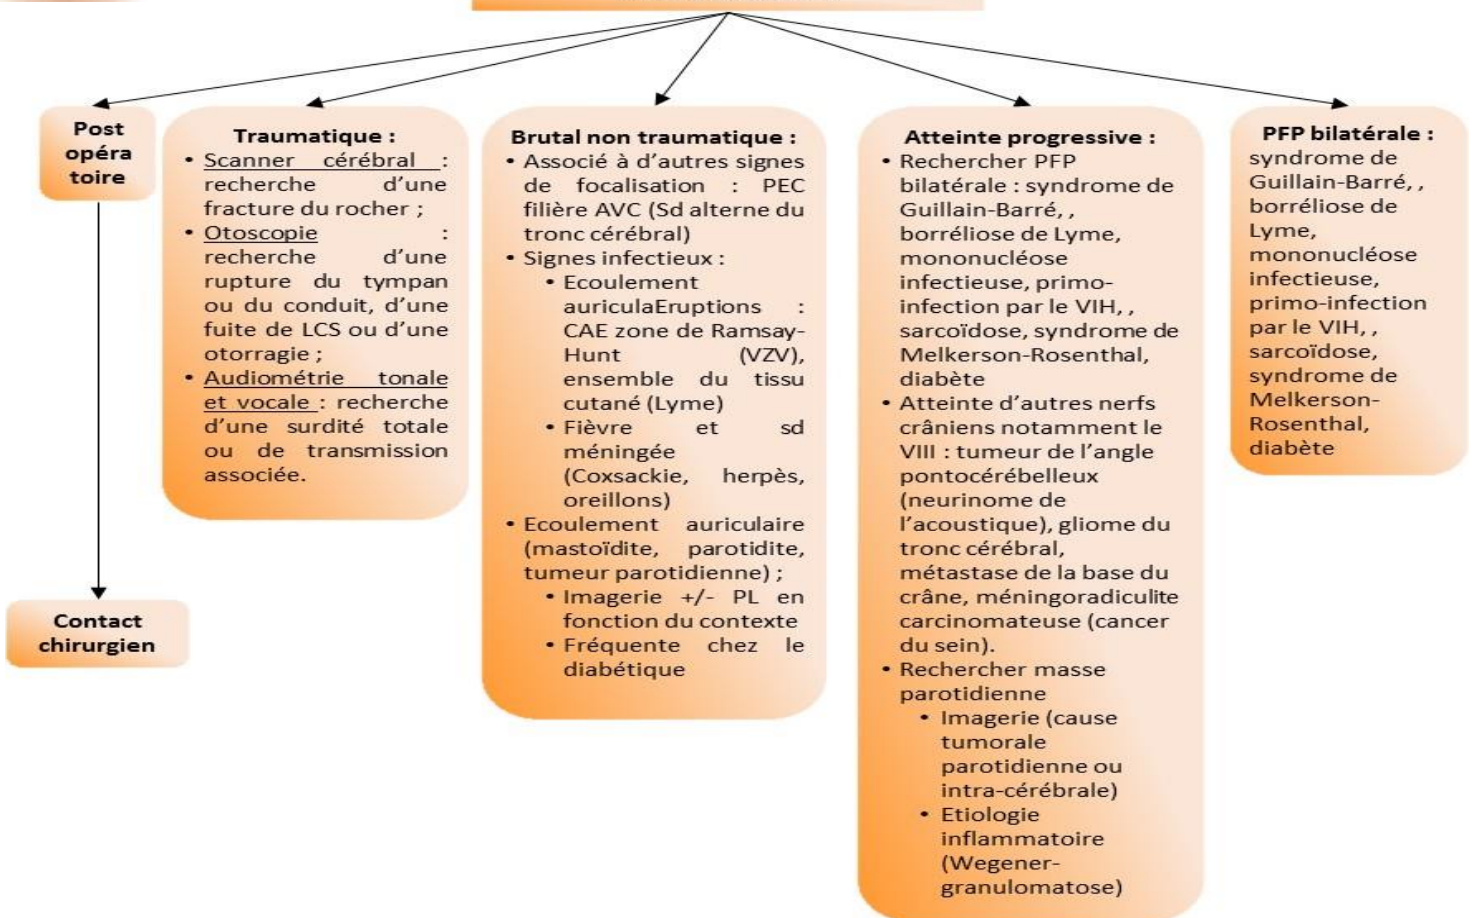 Post
opéra
toire
Contact
chirurgien
Traumatique :
• Scanner cérébral :
recherche d'une
fracture du rocher ;
• Otoscopie :
recherche d'une
rupture du tympan
ou du conduit, d'une
fuite de LCS ou d'une
otorragie ;
• Audiométrie tonale
et vocale : recherche
d'une surdité totale
ou de transmission
associée.
Brutal non traumatique :
• Associé à d'autres signes
de focalisation : PEC
filière AVC (Sd alterne du
tronc cérébral)
• Signes infectieux :
• Ecoulement
auriculaEruptions :
CAE zone de Ramsay-
Hunt (VZV),
ensemble du tissu
cutané (Lyme)
• Fièvre et sd
méningée
(Coxsackie, herpès,
oreillons)
• Ecoulement auriculaire
(mastoïdite, parotidite,
tumeur parotidienne) ;
• Imagerie +/- PL en
fonction du contexte
• Fréquente chez le
diabétique
Atteinte progressive :
• Rechercher PFP
bilatérale : syndrome de
Guillain-Barré, ,
borréliose de Lyme,
mononucléose
infectieuse, primo-
infection par le VIH, ,
sarcoïdose, syndrome de
Melkerson-Rosenthal,
diabète
• Atteinte d'autres nerfs
crâniens notamment le
VIII : tumeur de l'angle
pontocérébelleux
(neurinome de
l'acoustique), gliome du
tronc cérébral,
métastase de la base du
crâne, méningoradiculite
carcinomateuse (cancer
du sein).
• Rechercher masse
parotidienne
• Imagerie (cause
tumorale
parotidienne ou
intra-cérébrale)
• Etiologie
inflammatoire
(Wegener-
granulomatose)
PFP bilatérale :
syndrome de
Guillain-Barré, ,
borréliose de
Lyme,
mononucléose
infectieuse,
primo-infection
par le VIH, ,
sarcoïdose,
syndrome de
Melkerson-
Rosenthal,
diabète